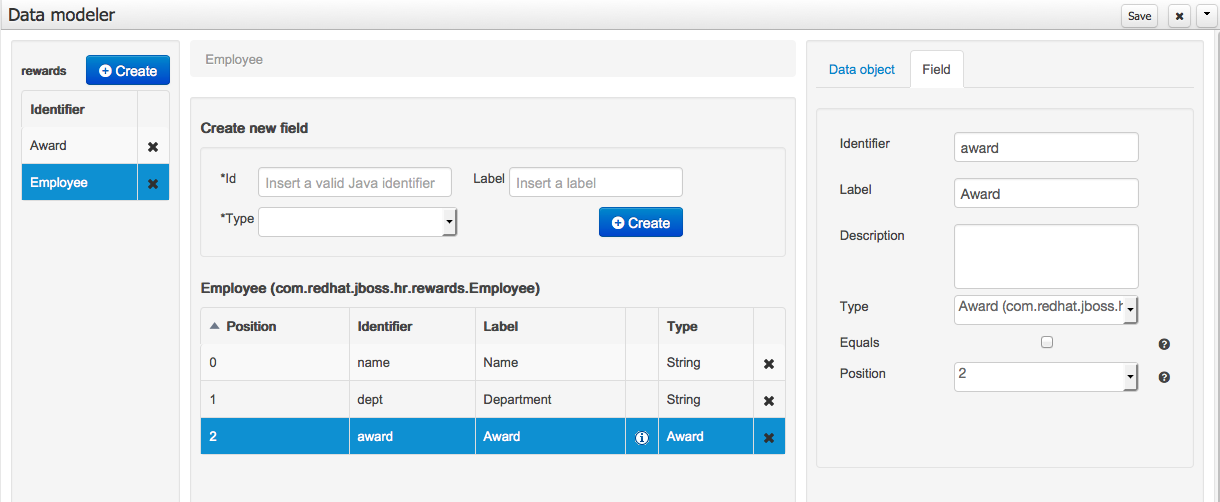 Data modeler
Save
rewards
Create
Identifier
Award
Employee
Employee
Create new field
*Id Insert a valid Java identifier Label Insert a label
*Type
Create
Employee (com.redhat.jboss.hr.rewards.Employee)
Position Identifier Label Type
0 name Name String
1 dept Department String
2 award Award Award
Data object Field
Identifier award
Label Award
Description
Type Award (com.redhat.jboss.h
Equals
Position 2